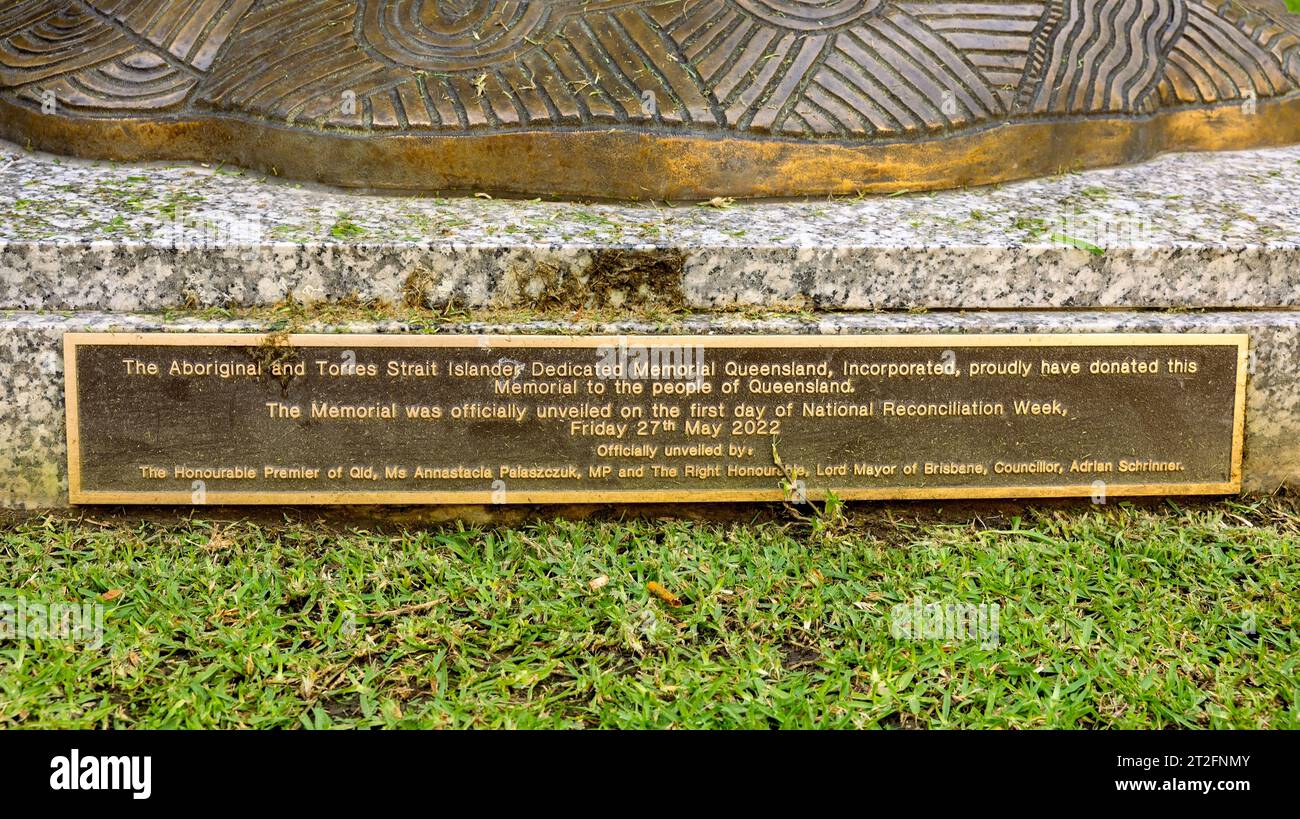 The Aboriginal and Torres Strait Islander Dedicated Memorial Queensland, Incorporated, proudly have donated this
Memorial to the people of Queensland.
The Memorial was officially unveiled on the first day of National Reconciliation Week,
Friday 27th May 2022
Officially unveiled by:
The Honourable Premier of Qld, Ms Annastacia Palaszczuk, MP and The Right Honourable, Lord Mayor of Brisbane, Councillor, Adrian Schrinner.
alamy
Image ID: 2T2FNMY
www.alamy.com